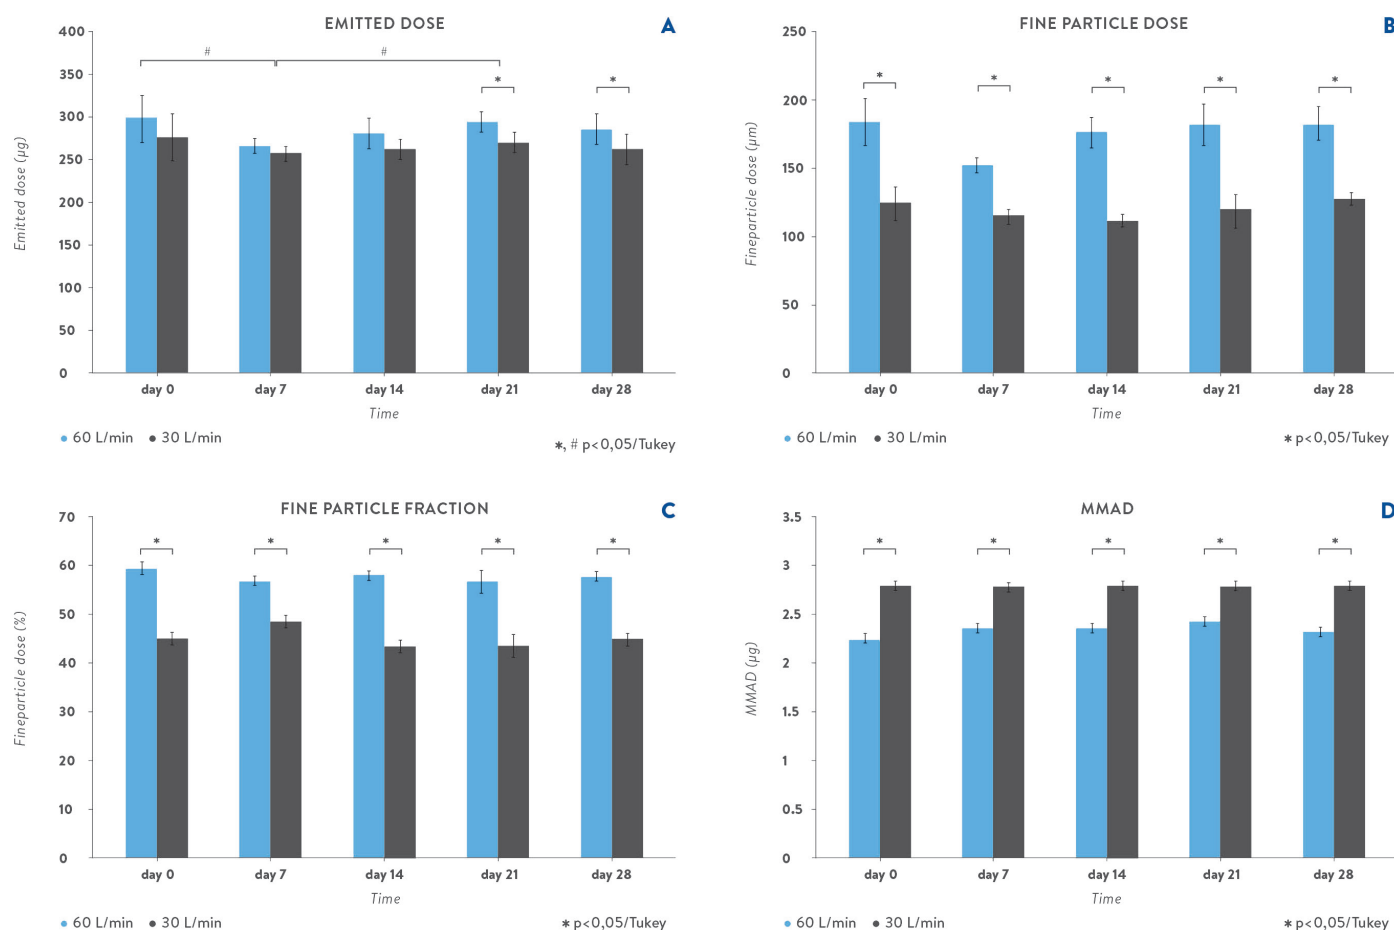 EMITTED DOSE
A
400
350
300
250
200
150
100
50
0
Emitted dose (µg)
#
#
*
*
day 0
day 7
day 14
day 21
day 28
Time
60 L/min
30 L/min
*, # p<0,05/Tukey
FINE PARTICLE DOSE
B
250
200
150
100
50
0
Fineparticle dose (µm)
*
*
*
*
*
day 0
day 7
day 14
day 21
day 28
Time
60 L/min
30 L/min
* p<0,05/Tukey
FINE PARTICLE FRACTION
C
70
60
50
40
30
20
10
0
Fineparticle dose (%)
*
*
*
*
*
day 0
day 7
day 14
day 21
day 28
Time
60 L/min
30 L/min
* p<0,05/Tukey
MMAD
D
3.5
3
2.5
2
1.5
1
0.5
0
MMAD (µg)
*
*
*
*
*
day 0
day 7
day 14
day 21
day 28
Time
60 L/min
30 L/min
* p<0,05/Tukey